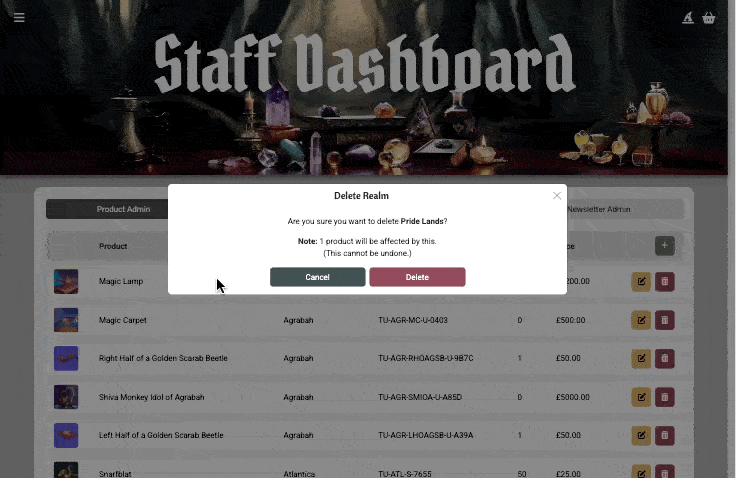 Staff Dashboard
Delete Realm
Are you sure you want to delete Pride Lands?
Note: 1 product will be affected by this.
(This cannot be undone.)
Cancel
Delete
Product Admin
Newsletter Admin
Product
Magic Lamp
Magic Carpet Agrabah TU-AGR-MC-U-0403 0 £500.00
Right Half of a Golden Scarab Beetle Agrabah TU-AGR-RHOAGSB-U-9B7C 1 £50.00
Shiva Monkey Idol of Agrabah Agrabah TU-AGR-SMIOA-U-A85D 0 £5000.00
Left Half of a Golden Scarab Beetle Agrabah TU-AGR-LHOAGSB-U-A39A 1 £50.00
Snarfblat Atlantica TU-ATL-S-7655 50 £25.00